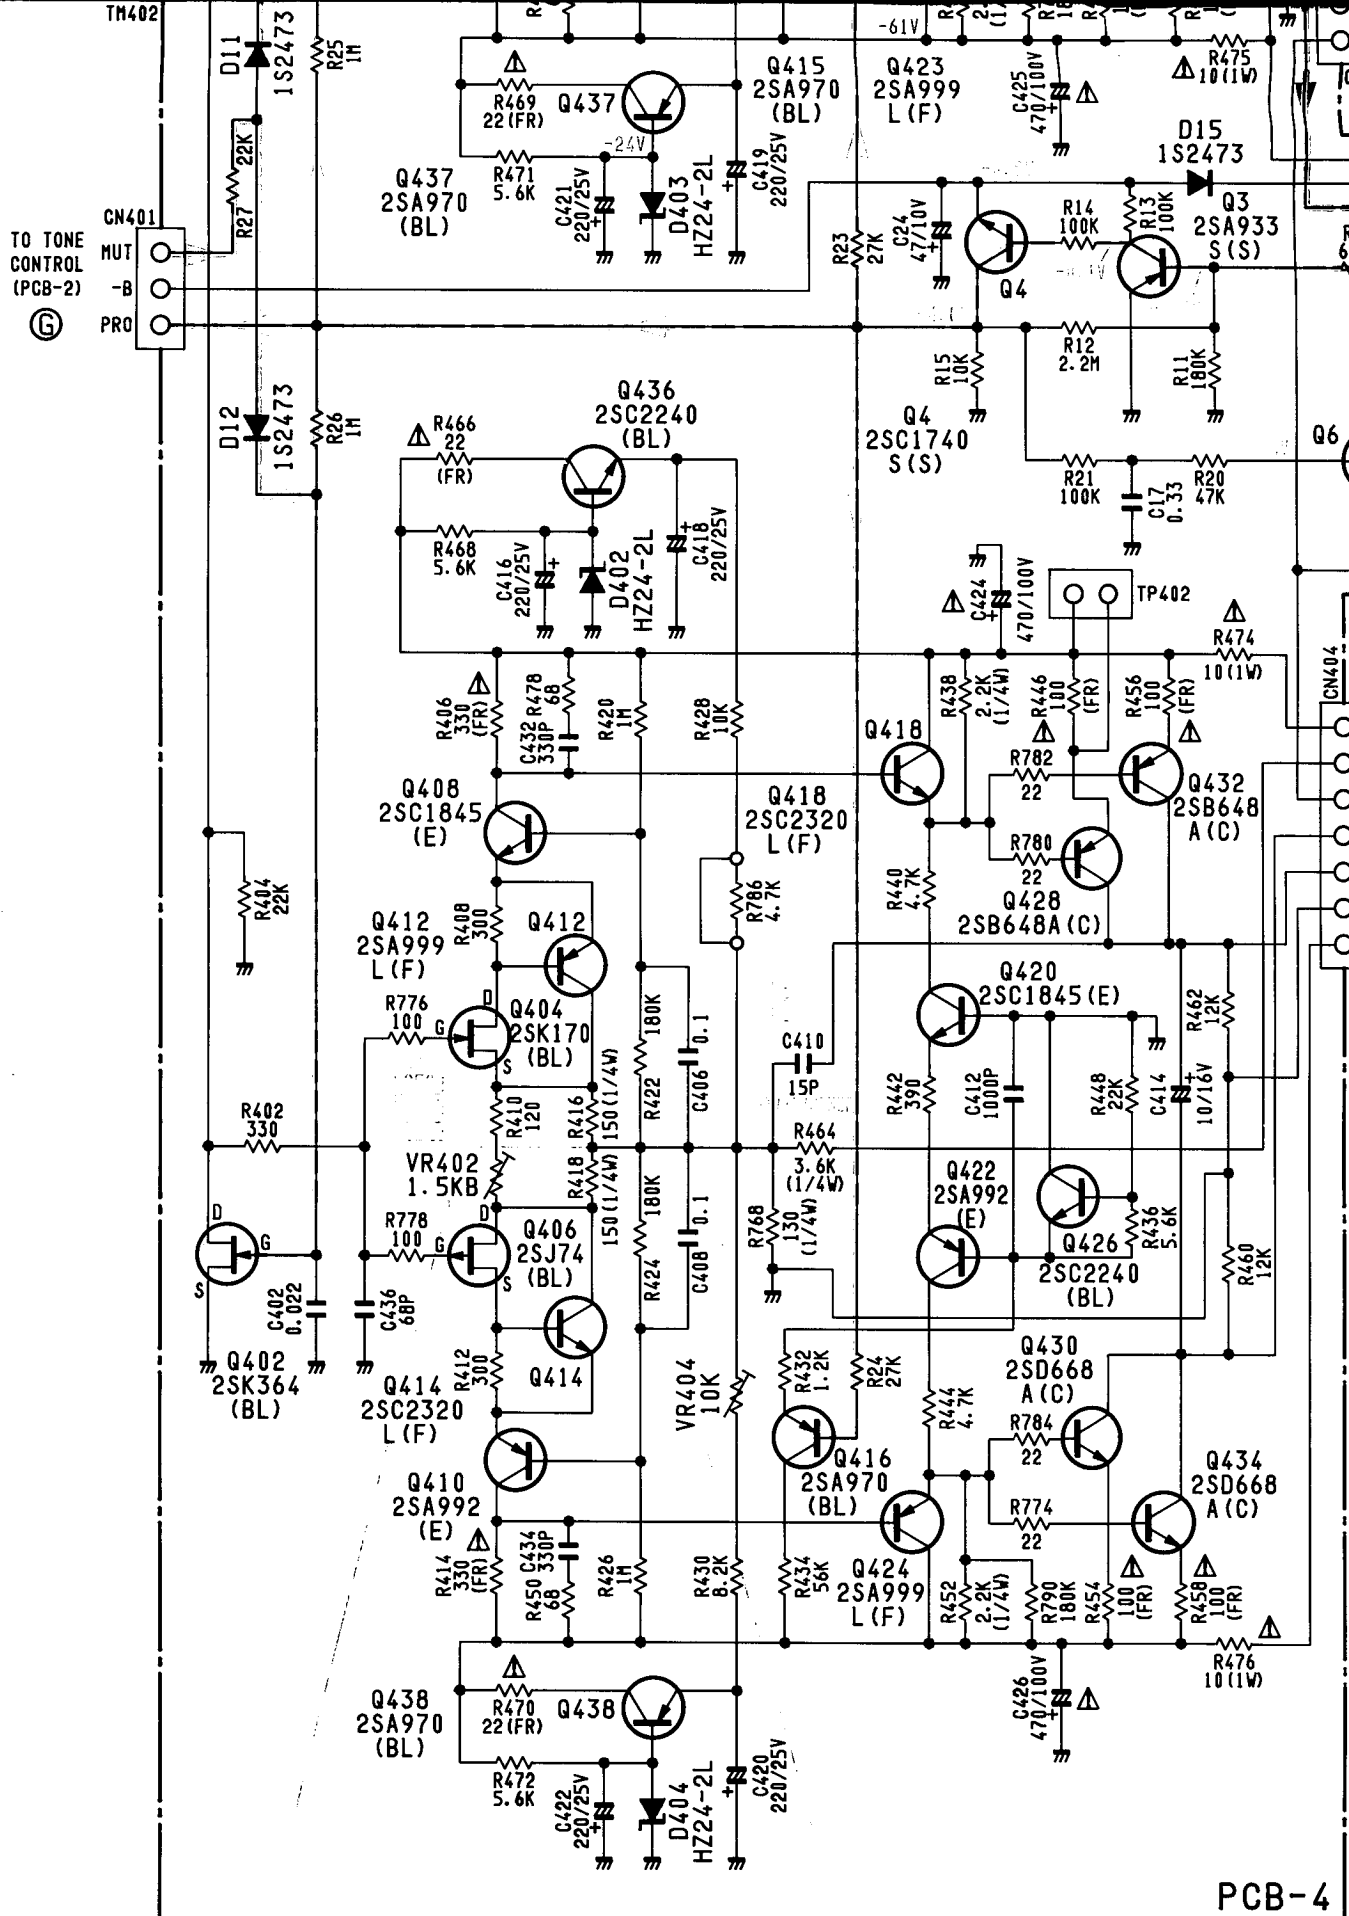 TM402
D11
1S2473
R25
1M
R469
22(FR)
Q437
R471
5.6K
-24V
Q437
2SA970
(BL)
C421
220/25V
D403
HZ24-2L
C419
220/25V
Q415
2SA970
(BL)
Q423
2SA999
L(F)
-61V
C425
470/100V
R475
10(1W)
D15
1S2473
R27
22K
CN401
TO TONE
CONTROL
(PCB-2)
G
MUT
-B
PRO
R23
27K
C24
47/10V
R14
100K
R13
100K
Q3
2SA933
S(S)
Q4
R12
2.2M
R15
10K
R11
180K
Q4
2SC1740
S(S)
R21
100K
C17
0.33
R20
47K
Q6
D12
1S2473
R26
1M
Q436
2SC2240
(BL)
R466
22
(FR)
R468
5.6K
C416
220/25V
D402
HZ24-2L
C418
220/25V
C424
470/100V
TP402
R474
10(1W)
CN404
R406
330
(FR)
R478
68
C432
330P
R420
1M
R428
10K
R438
2.2K
(1/4W)
R446
100
(FR)
R456
100
(FR)
Q418
R782
22
Q432
2SB648
A(C)
Q408
2SC1845
(E)
Q418
2SC2320
L(F)
R780
22
R404
22K
R786
4.7K
R440
4.7K
Q428
2SB648A(C)
Q412
2SA999
L(F)
R408
300
Q412
Q420
2SC1845(E)
R776
100
G
D
S
Q404
2SK170
(BL)
R422
180K
C406
0.1
C410
15P
R462
12K
R442
390
C412
1000P
R448
22K
C414
10/16V
R402
330
R410
120
R416
150(1/4W)
R464
3.6K
(1/4W)
VR402
1.5KB
R418
150(1/4W)
Q422
2SA992
(E)
D
G
S
R778
100
G
D
S
Q406
2SJ74
(BL)
R424
180K
C408
0.1
R768
130
(1/4W)
Q426
2SC2240
(BL)
R436
5.6K
R460
12K
C402
0.022
C436
68P
Q402
2SK364
(BL)
R412
300
Q414
Q414
2SC2320
L(F)
VR404
10K
R432
1.2K
R24
27K
R444
4.7K
Q430
2SD668
A(C)
R784
22
Q434
2SD668
A(C)
Q410
2SA992
(E)
Q416
2SA970
(BL)
R774
22
R414
330
(FR)
C434
330P
R450
68
R426
1M
R430
8.2K
R434
56K
Q424
2SA999
L(F)
R452
2.2K
(1/4W)
R790
180K
R454
100
(FR)
R458
100
(FR)
R476
10(1W)
C426
470/100V
Q438
2SA970
(BL)
R470
22(FR)
Q438
R472
5.6K
C422
220/25V
D404
HZ24-2L
C420
220/25V
PCB-4